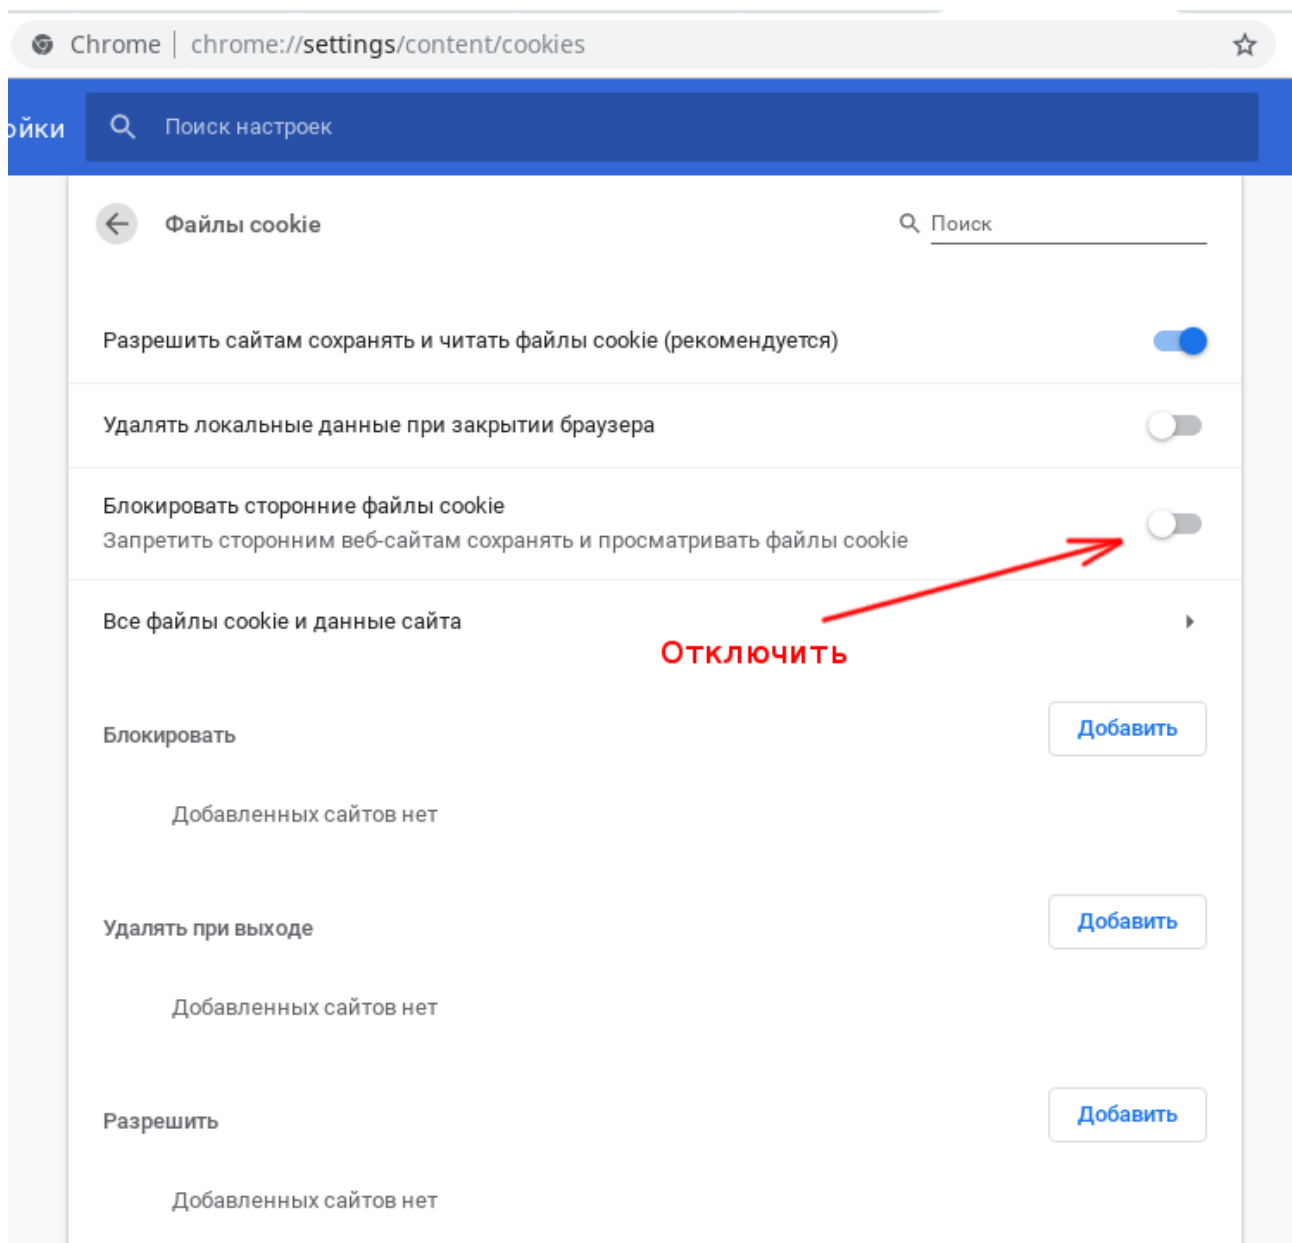 Chrome | chrome://settings/content/cookies
ойки
Поиск настроек
Файлы cookie
Поиск
Разрешить сайтам сохранять и читать файлы cookie (рекомендуется)
Удалять локальные данные при закрытии браузера
Блокировать сторонние файлы cookie
Запретить сторонним веб-сайтам сохранять и просматривать файлы cookie
Все файлы cookie и данные сайта
Отключить
Блокировать
Добавить
Добавленных сайтов нет
Удалять при выходе
Добавить
Добавленных сайтов нет
Разрешить
Добавить
Добавленных сайтов нет